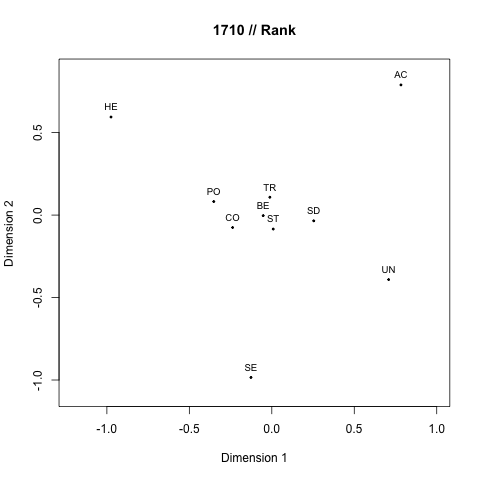 1710 // Rank
AC
HE
PO
TR
BE
CO
ST
SD
UN
SE
Dimension 2
0.5
0.0
-0.5
-1.0
-1.0
-0.5
0.0
0.5
1.0
Dimension 1